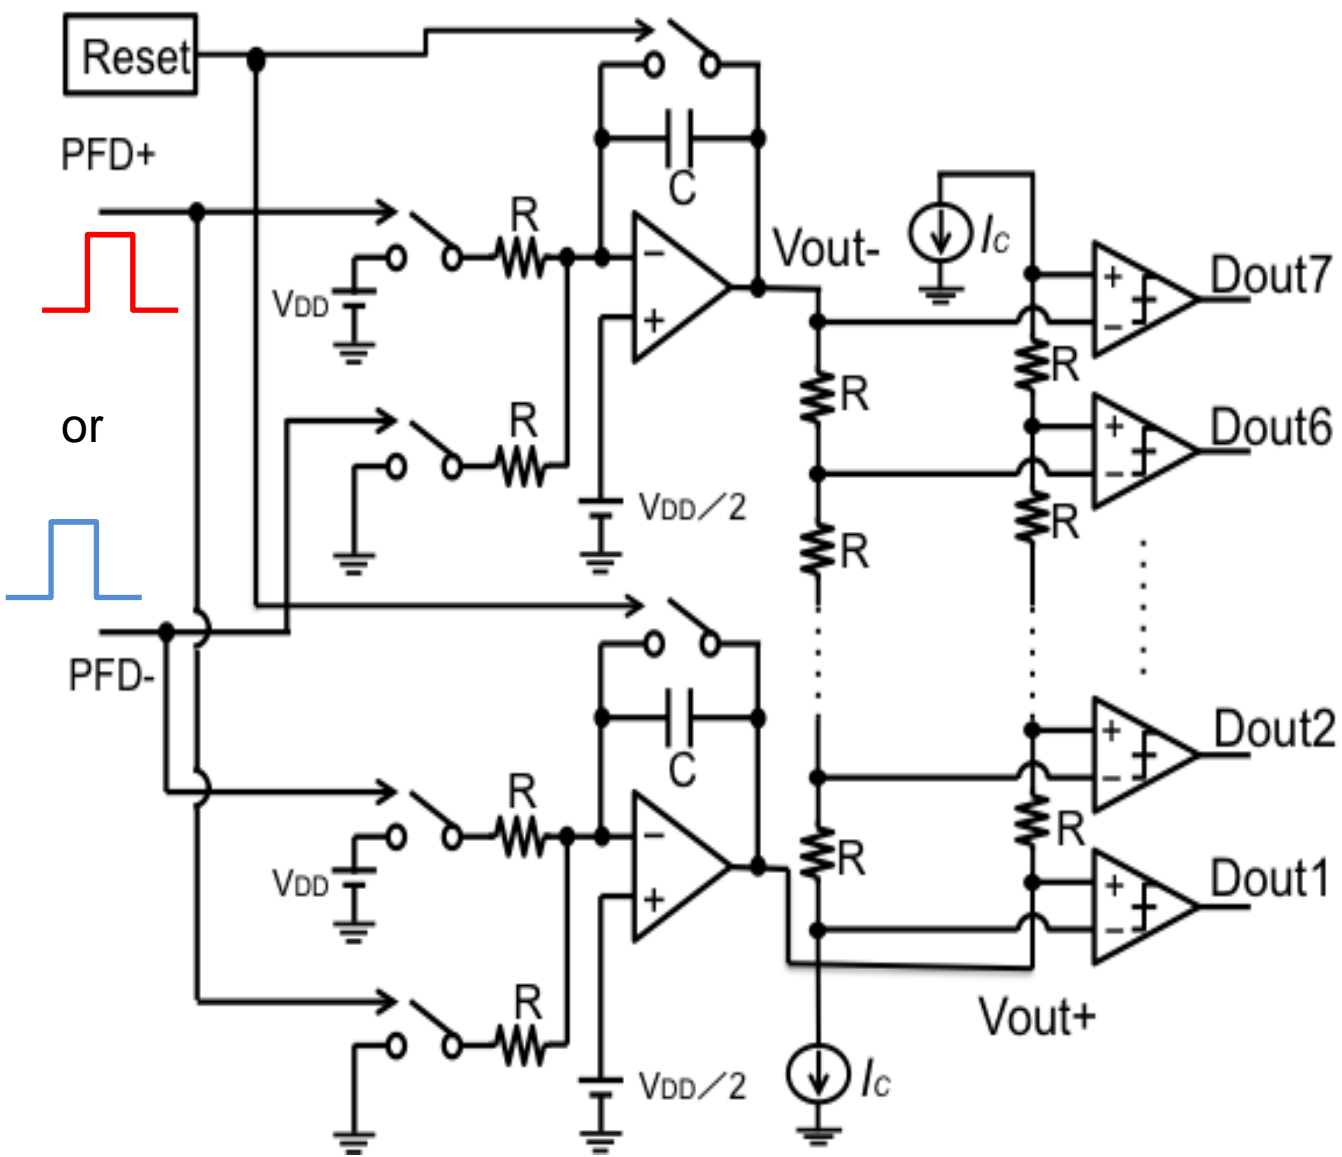 Reset
PFD+
C
R
Vout-
IC
+
Dout7
−
VDD
−
+
R
R
or
R
+
Dout6
−
VDD／2
R
R
PFD-
C
+
Dout2
−
R
R
−
VDD
R
+
Dout1
−
+
R
Vout+
VDD／2
IC